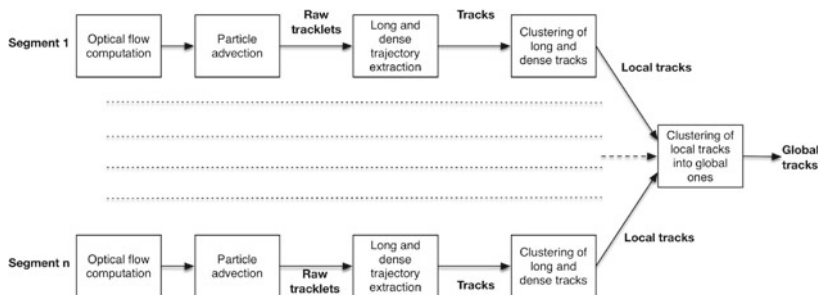 Segment 1
Optical flow
computation
Particle
advection
Raw
tracklets
Long and
dense
trajectory
extraction
Tracks
Clustering of
long and
dense tracks
Local tracks
Clustering of
local tracks
into global
ones
Global
tracks
Segment n
Optical flow
computation
Particle
advection
Raw
tracklets
Long and
dense
trajectory
extraction
Tracks
Clustering of
long and
dense tracks
Local tracks